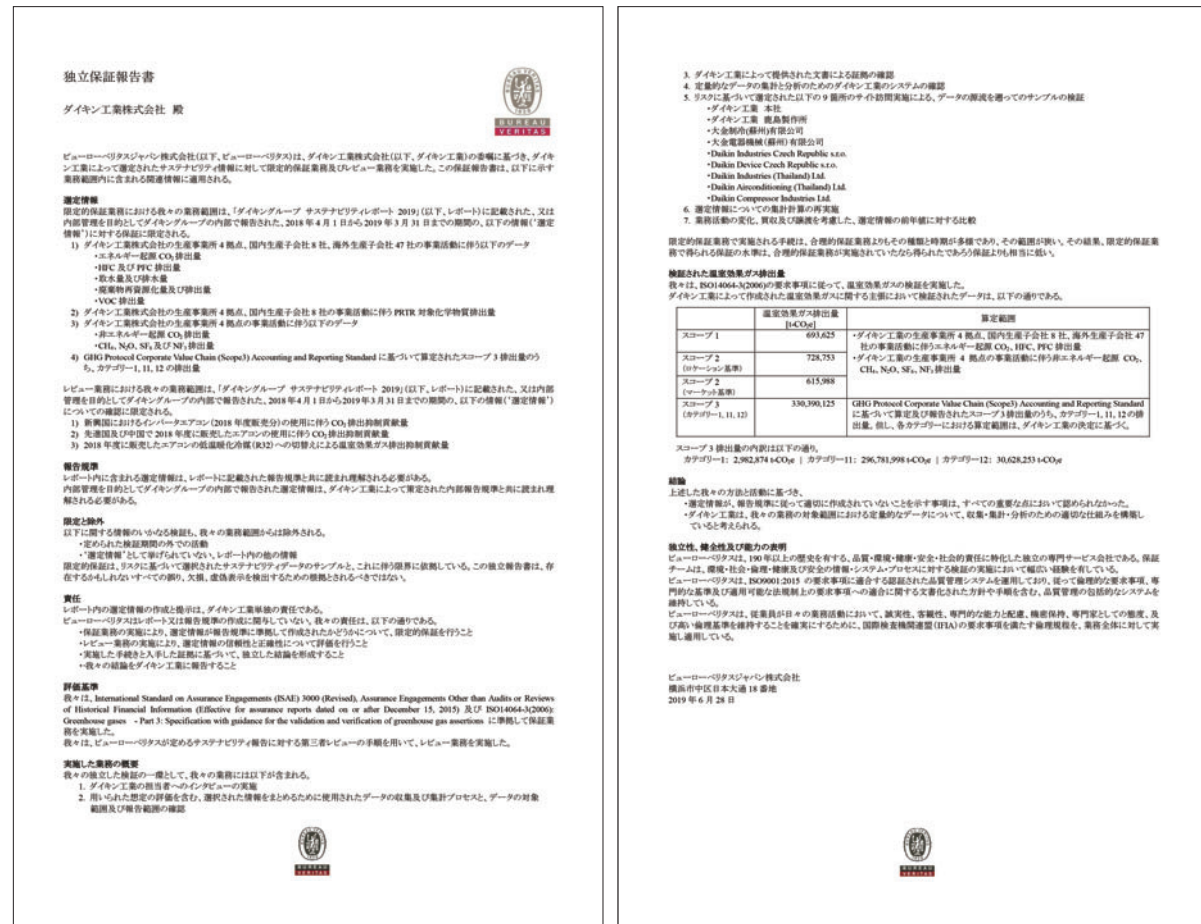 独立保証報告書
ダイキン工業株式会社 殿
BUREAU
VERITAS
ビューローベリタスジャパン株式会社(以下、ビューローベリタス)は、ダイキン工業株式会社(以下、ダイキン工業)の委嘱に基づき、ダイキ
ン工業によって選定されたサステナビリティ情報に対して限定的保証業務及びレビュー業務を実施した。この保証報告書は、以下に示す
業務範囲内に含まれる関連情報に適用される。
選定情報
限定的保証業務における我々の業務範囲は、「ダイキングループ サステナビリティレポート 2019」(以下、レポート)に記載された、又は
内部管理を目的としてダイキングループの内部で報告された、2018年4月1日から2019年3月31日までの期間の、以下の情報(‘選定
情報’)に対する保証に限定される。
1) ダイキン工業株式会社の生産事業所4拠点、国内生産子会社8社、海外生産子会社47社の事業活動に伴う以下のデータ
・エネルギー起源 CO₂ 排出量
・HFC 及び PFC 排出量
・取水量及び排水量
・廃棄物再資源化量及び排出量
・VOC 排出量
2) ダイキン工業株式会社の生産事業所4拠点、国内生産子会社8社の事業活動に伴う PRTR 対象化学物質排出量
3) ダイキン工業株式会社の生産事業所4拠点の事業活動に伴う以下のデータ
・非エネルギー起源 CO₂ 排出量
・CH₄, N₂O, SF₆ 及び NF₃ 排出量
4) GHG Protocol Corporate Value Chain (Scope3) Accounting and Reporting Standard に基づいて算定されたスコープ3排出量のう
ち、カテゴリー1, 11, 12 の排出量
レビュー業務における我々の業務範囲は、「ダイキングループ サステナビリティレポート 2019」(以下、レポート)に記載された、又は内部
管理を目的としてダイキングループの内部で報告された、2018年4月1日から2019年3月31日までの期間の、以下の情報(‘選定情報’)
についての確認に限定される。
1) 新興国におけるインバータエアコン(2018年度販売分)の使用に伴う CO₂ 排出抑制貢献量
2) 先進国及び中国で2018年度に販売したエアコンの使用に伴う CO₂ 排出抑制貢献量
3) 2018年度に販売したエアコンの低温暖化冷媒(R32)への切替えによる温室効果ガス排出抑制貢献量
報告規準
レポート内に含まれる選定情報は、レポートに記載された報告規準と共に読まれ理解される必要がある。
内部管理を目的としてダイキングループの内部で報告された選定情報は、ダイキン工業によって策定された内部報告規準と共に読まれ理
解される必要がある。
限定と除外
以下に関する情報のいかなる検証も、我々の業務範囲からは除外される。
・定められた検証期間の外での活動
・‘選定情報’として挙げられていない、レポート内の他の情報
限定的保証は、リスクに基づいて選択されたサステナビリティデータのサンプルと、これに伴う限界に依拠している。この独立報告書は、存
在するかもしれないすべての誤り、欠損、虚偽表示を検出するための根拠とされるべきではない。
責任
レポート内の選定情報の作成と提示は、ダイキン工業単独の責任である。
ビューローベリタスはレポート又は報告規準の作成に関与していない。我々の責任は、以下の通りである。
・保証業務の実施により、選定情報が報告規準に準拠して作成されたかどうかについて、限定的保証を行うこと
・レビュー業務の実施により、選定情報の信頼性と正確性について評価を行うこと
・実施した手続きと入手した証拠に基づいて、独立した結論を形成すること
・我々の結論をダイキン工業に報告すること
評価基準
我々は、International Standard on Assurance Engagements (ISAE) 3000 (Revised), Assurance Engagements Other than Audits or Reviews
of Historical Financial Information (Effective for assurance reports dated on or after December 15, 2015) 及び ISO14064-3(2006):
Greenhouse gases - Part 3: Specification with guidance for the validation and verification of greenhouse gas assertions に準拠して保証業
務を実施した。
我々は、ビューローベリタスが定めるサステナビリティ報告に対する第三者レビューの手順を用いて、レビュー業務を実施した。
実施した業務の概要
我々の独立した検証の一環として、我々の業務には以下が含まれる。
1. ダイキン工業の担当者へのインタビューの実施
2. 用いられた想定の評価を含む、選択された情報をまとめるために使用されたデータの収集及び集計プロセスと、データの対象
範囲及び報告範囲の確認
BUREAU
VERITAS
3. ダイキン工業によって提供された文書による証拠の確認
4. 定量的なデータの集計と分析のためのダイキン工業のシステムの確認
5. リスクに基づいて選定された以下の9箇所のサイト訪問実施による、データの源流を遡ってのサンプルの検証
・ダイキン工業 本社
・ダイキン工業 鹿島製作所
・大金制冷(蘇州)有限公司
・大金電器機械(蘇州)有限公司
・Daikin Industries Czech Republic s.r.o.
・Daikin Device Czech Republic s.r.o.
・Daikin Industries (Thailand) Ltd.
・Daikin Airconditioning (Thailand) Ltd.
・Daikin Compressor Industries Ltd.
6. 選定情報についての集計計算の再実施
7. 業務活動の変化、買収及び譲渡を考慮した、選定情報の前年値に対する比較
限定的保証業務で実施される手続は、合理的保証業務よりもその種類と時期が多様であり、その範囲が狭い。その結果、限定的保証業
務で得られる保証の水準は、合理的保証業務が実施されていたなら得られたであろう保証よりも相当に低い。
検証された温室効果ガス排出量
我々は、ISO14064-3(2006)の要求事項に従って、温室効果ガスの検証を実施した。
ダイキン工業によって作成された温室効果ガスに関する主張において検証されたデータは、以下の通りである。
温室効果ガス排出量
[t-CO₂e]
算定範囲
スコープ1 693,625
・ダイキン工業の生産事業所4拠点、国内生産子会社8社、海外生産子会社47
社の事業活動に伴うエネルギー起源 CO₂, HFC, PFC 排出量
・ダイキン工業の生産事業所 4 拠点の事業活動に伴う非エネルギー起源 CO₂,
CH₄, N₂O, SF₆, NF₃ 排出量
スコープ2
(ロケーション基準) 728,753
スコープ2
(マーケット基準) 615,988
スコープ3
(カテゴリー1, 11, 12) 330,390,125
GHG Protocol Corporate Value Chain (Scope3) Accounting and Reporting Standard
に基づいて算定及び報告されたスコープ3排出量のうち、カテゴリー1, 11, 12の排
出量。但し、各カテゴリーにおける算定範囲は、ダイキン工業の決定に基づく。
スコープ3排出量の内訳は以下の通り。
カテゴリー1: 2,982,874 t-CO₂e | カテゴリー11: 296,781,998 t-CO₂e | カテゴリー12: 30,628,253 t-CO₂e
結論
上述した我々の方法と活動に基づき、
・選定情報が、報告規準に従って適切に作成されていないことを示す事項は、すべての重要な点において認められなかった。
・ダイキン工業は、我々の業務の対象範囲における定量的なデータについて、収集・集計・分析のための適切な仕組みを構築し
ていると考えられる。
独立性、健全性及び能力の表明
ビューローベリタスは、190年以上の歴史を有する、品質・環境・健康・安全・社会的責任に特化した独立の専門サービス会社である。保証
チームは、環境・社会・倫理・健康及び安全の情報・システム・プロセスに対する検証の実施において幅広い経験を有している。
ビューローベリタスは、ISO9001:2015 の要求事項に適合する認証された品質管理システムを運用しており、従って倫理的な要求事項、専
門的な基準及び適用可能な法規制上の要求事項への適合に関する文書化された方針や手順を含む、品質管理の包括的なシステムを
維持している。
ビューローベリタスは、従業員が日々の業務活動において、誠実性、客観性、専門的な能力と配慮、機密保持、専門家としての態度、及
び高い倫理基準を維持することを確実にするために、国際検査機関連盟(IFIA)の要求事項を満たす倫理規程を、業務全体に対して実
施し適用している。
ビューローベリタスジャパン株式会社
横浜市中区日本大通18番地
2019年6月28日
BUREAU
VERITAS